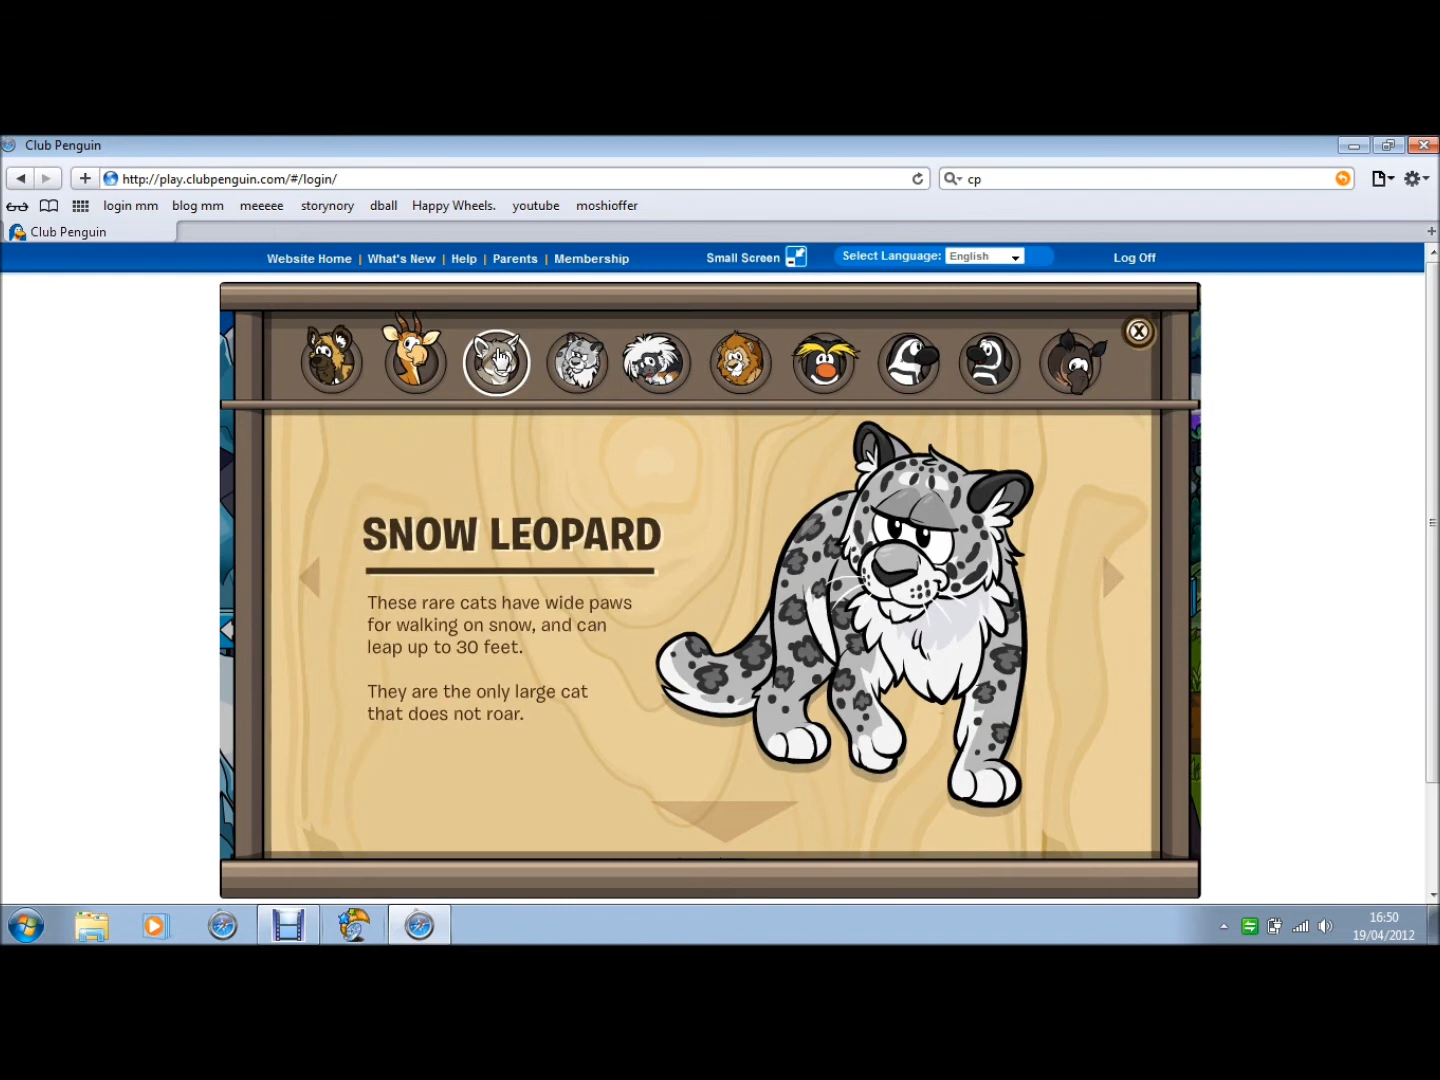 Club Penguin
http://play.clubpenguin.com/#/login/
cp
login mm blog mm meeeee storynory dball Happy Wheels. youtube moshioffer
Club Penguin
Website Home | What's New | Help | Parents | Membership Small Screen Select Language: English Log Off
X
SNOW LEOPARD
These rare cats have wide paws
for walking on snow, and can
leap up to 30 feet.
They are the only large cat
that does not roar.
16:50
19/04/2012